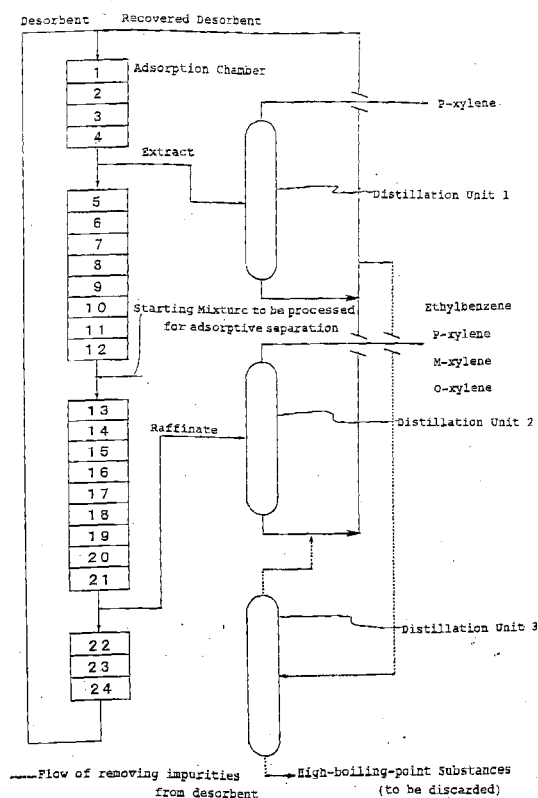 Desorbent Recovered Desorbent
1
Adsorption Chamber
2
3
4
P-xylene
Extract
Distillation Unit 1
5
6
7
8
9
10
11
12
Starting Mixture to be processed
for adsorptive separation
Ethylbenzene
P-xylene
M-xylene
O-xylene
13
14
15
16
17
18
19
20
21
Raffinate
Distillation Unit 2
22
23
24
Distillation Unit 3
Flow of removing impurities
from desorbent
High-boiling-point Substances
(to be discarded)